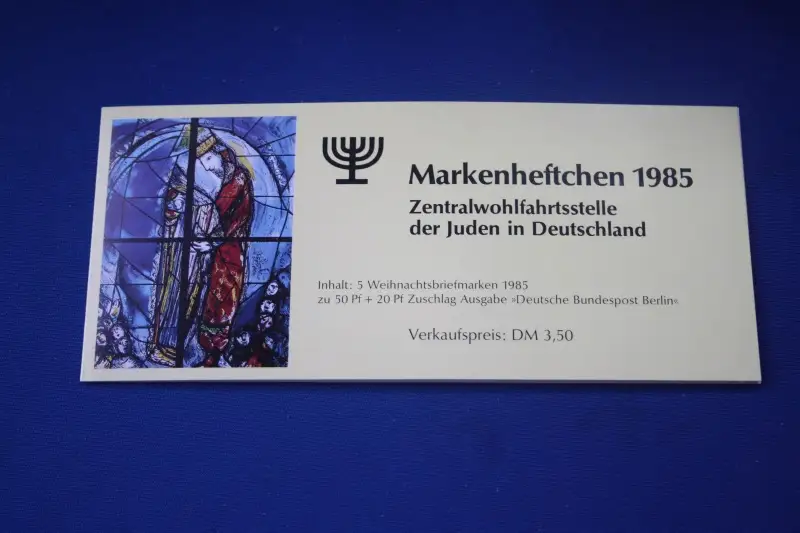 Markenheftchen 1985
Zentralwohlfahrtsstelle
der Juden in Deutschland
Inhalt: 5 Weihnachtsbriefmarken 1985
zu 50 Pf + 20 Pf Zuschlag Ausgabe »Deutsche Bundespost Berlin«
Verkaufspreis: DM 3,50